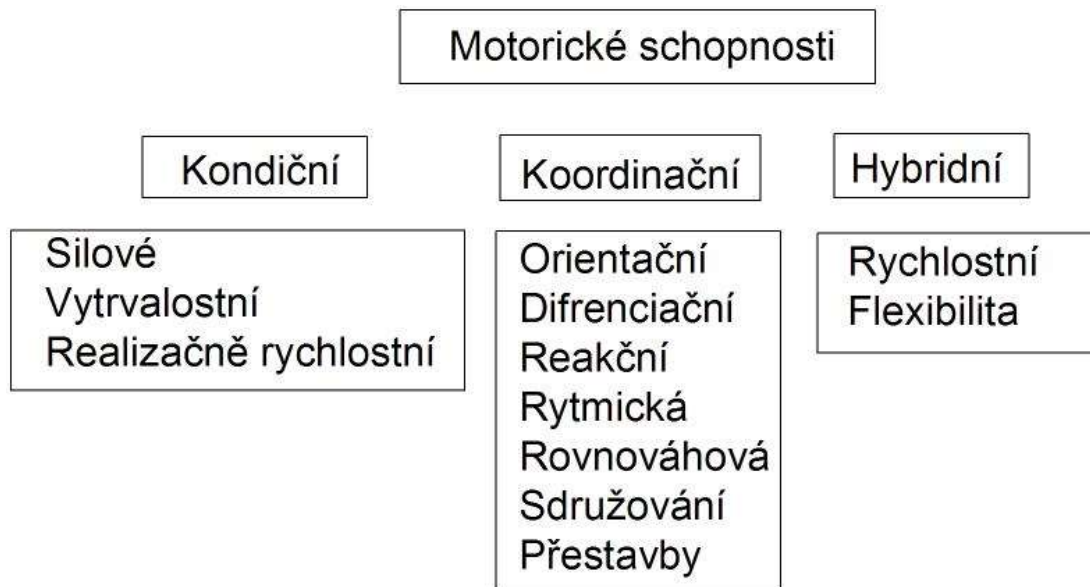 Motorické schopnosti
Kondiční
Silové
Vytrvalostní
Realizačně rychlostní
Koordinační
Orientační
Difrenciační
Reakční
Rytmická
Rovnováhová
Sdružování
Přestavby
Hybridní
Rychlostní
Flexibilita